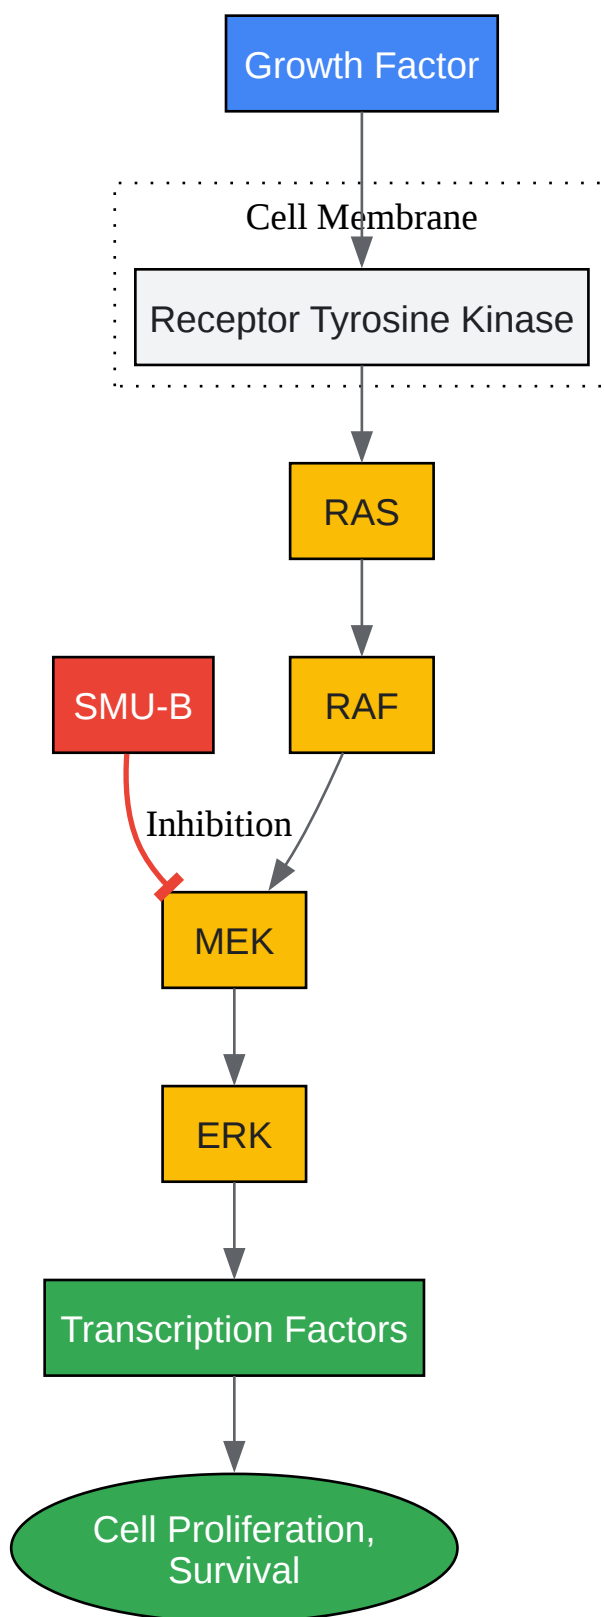 Growth Factor
Cell Membrane
Receptor Tyrosine Kinase
RAS
SMU-B
RAF
Inhibition
MEK
ERK
Transcription Factors
Cell Proliferation,
Survival